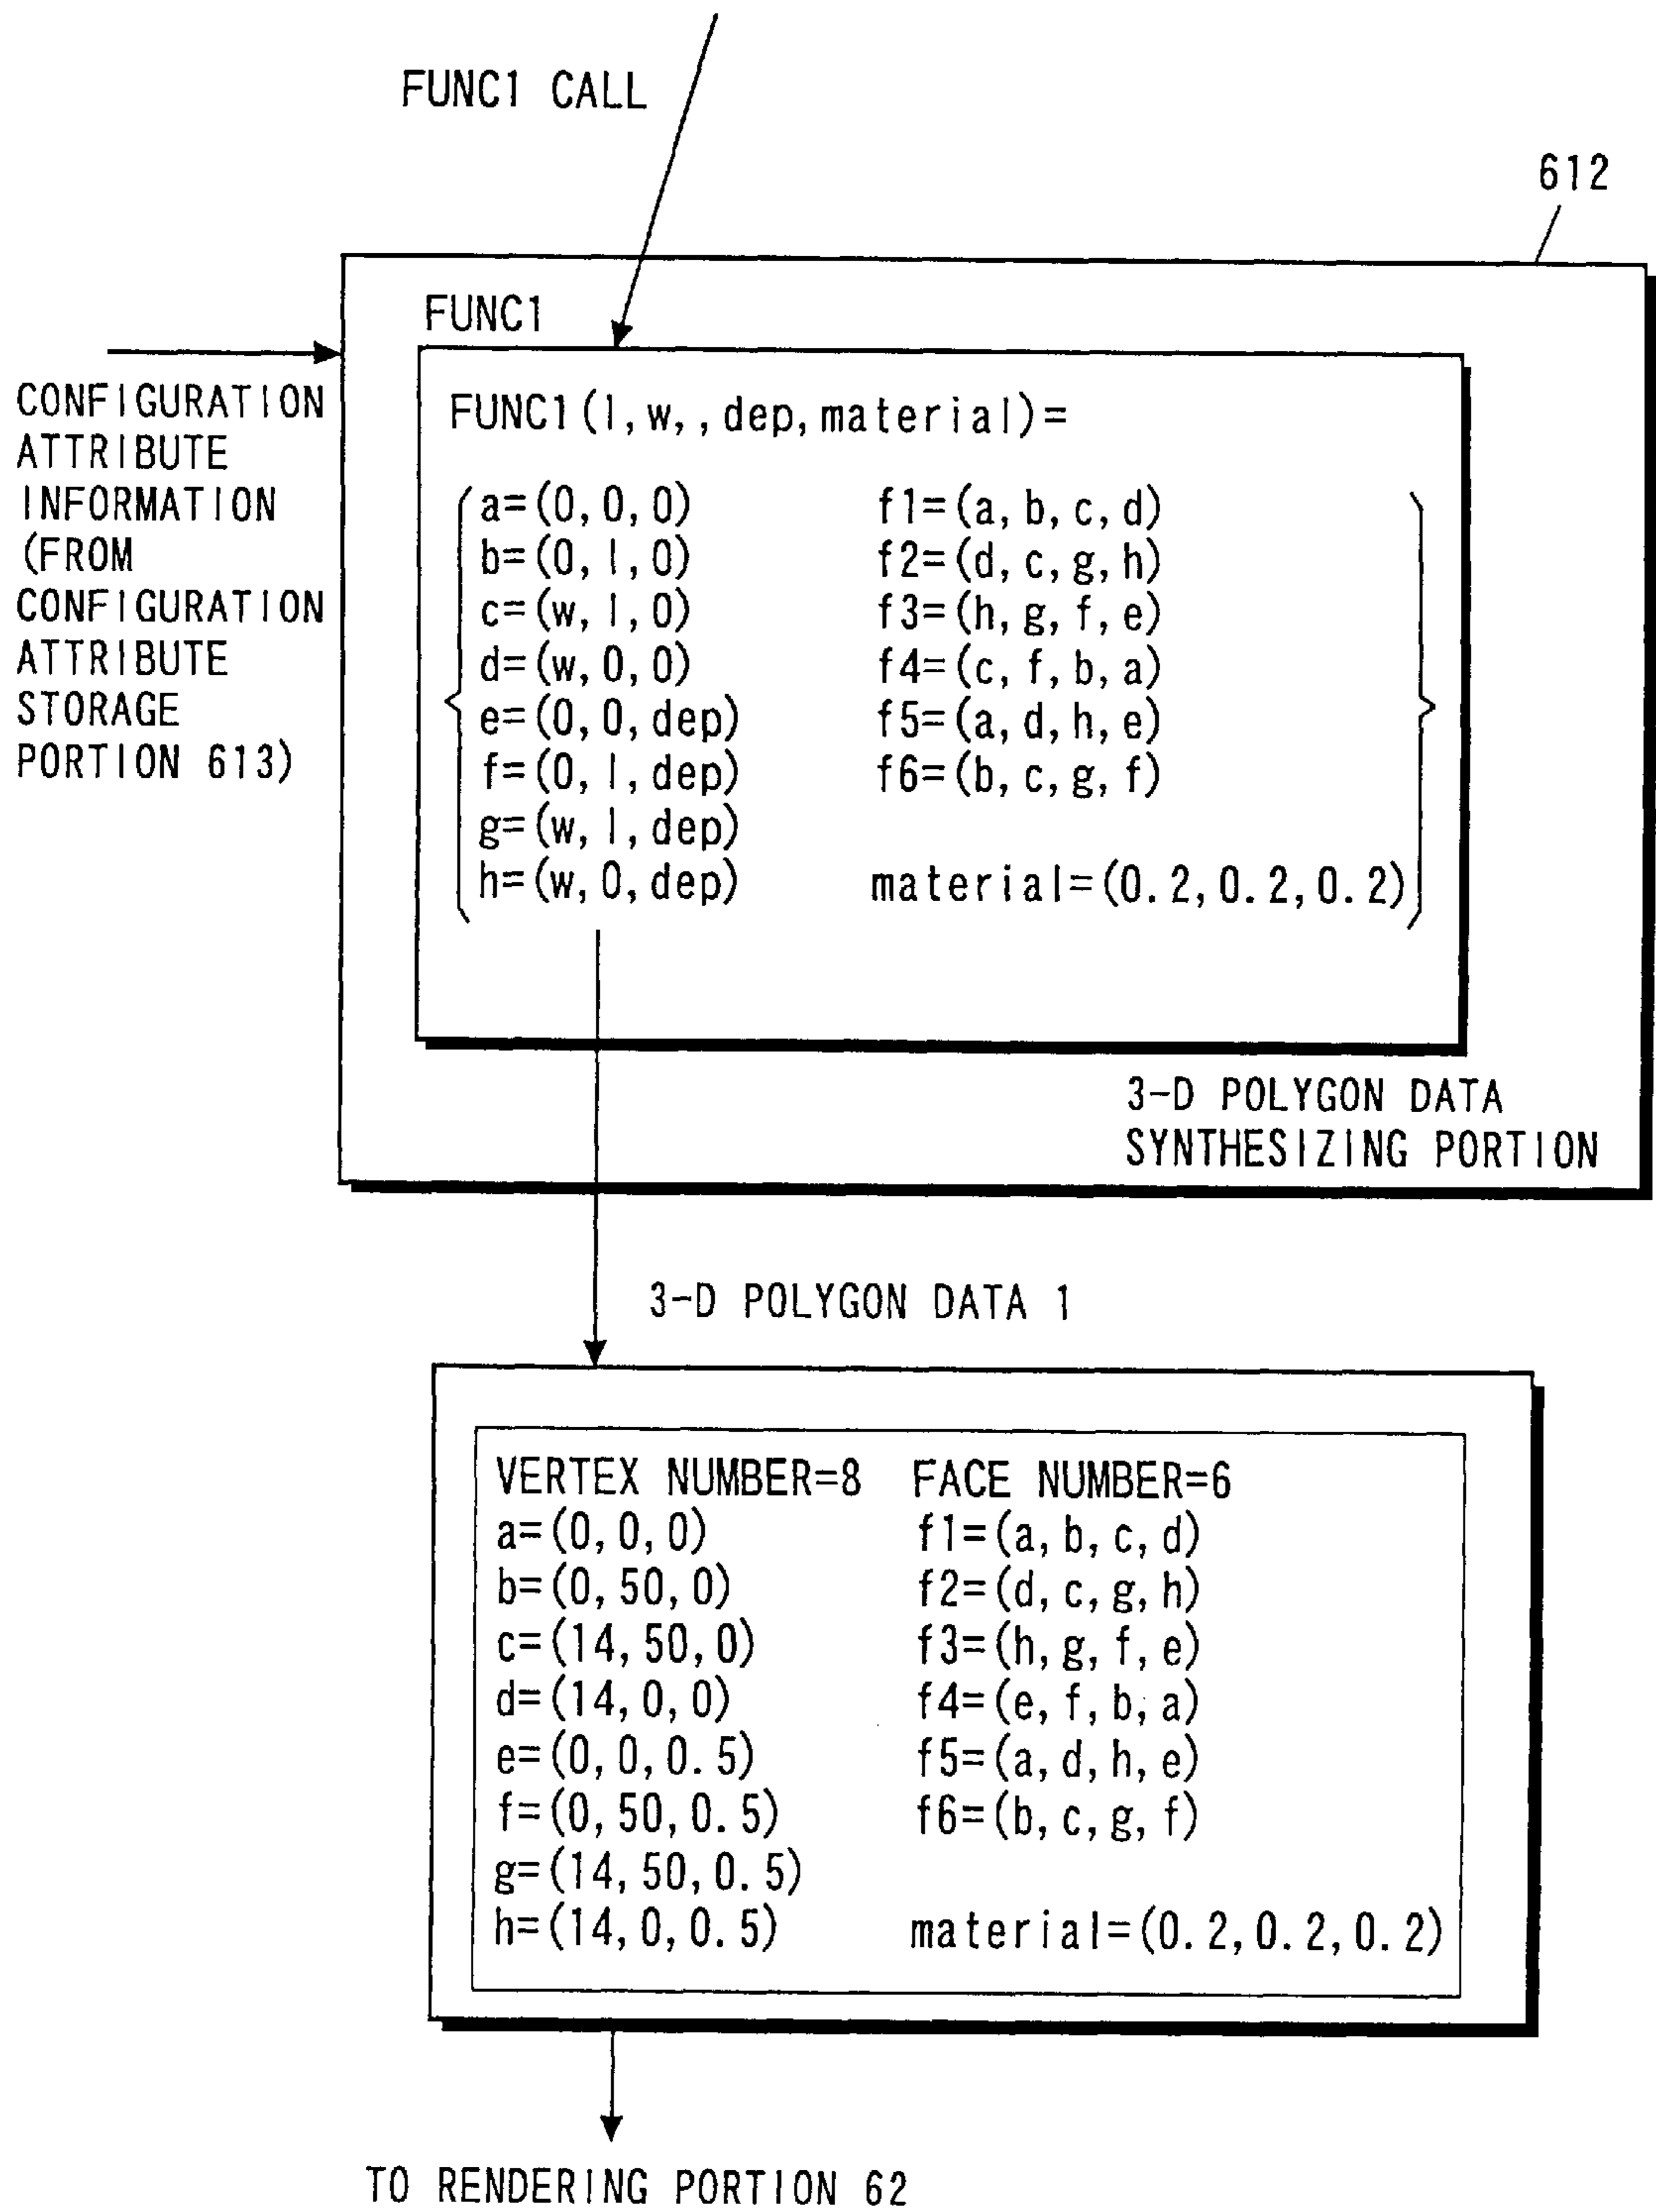 FUNC1 CALL
612
FUNC1
CONFIGURATION
ATTRIBUTE
INFORMATION
(FROM
CONFIGURATION
ATTRIBUTE
STORAGE
PORTION 613)
FUNC1(l,w,,dep,material)=
a=(0,0,0)
b=(0,l,0)
c=(w,l,0)
d=(w,0,0)
e=(0,0,dep)
f=(0,l,dep)
g=(w,l,dep)
h=(w,0,dep)
f1=(a,b,c,d)
f2=(d,c,g,h)
f3=(h,g,f,e)
f4=(c,f,b,a)
f5=(a,d,h,e)
f6=(b,c,g,f)
material=(0.2,0.2,0.2)
3-D POLYGON DATA
SYNTHESIZING PORTION
3-D POLYGON DATA 1
VERTEX NUMBER=8
a=(0,0,0)
b=(0,50,0)
c=(14,50,0)
d=(14,0,0)
e=(0,0,0.5)
f=(0,50,0.5)
g=(14,50,0.5)
h=(14,0,0.5)
FACE NUMBER=6
f1=(a,b,c,d)
f2=(d,c,g,h)
f3=(h,g,f,e)
f4=(e,f,b,a)
f5=(a,d,h,e)
f6=(b,c,g,f)
material=(0.2,0.2,0.2)
TO RENDERING PORTION 62